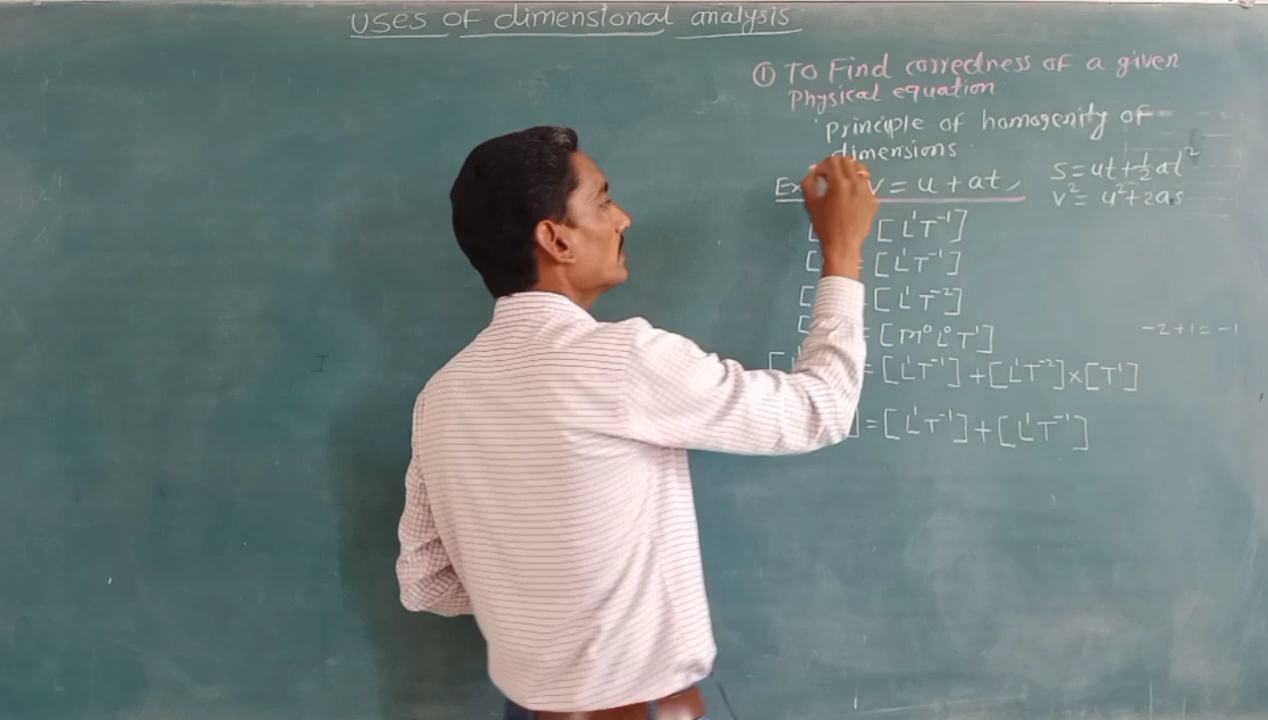 Uses of dimensional analysis
① To Find correctness of a given
Physical equation
Principle of homogenity of
dimensions
Ex v = u + at,
s = ut + ½ at²
v² = u² + 2as
[ [L¹T⁻¹]
[ = [L¹T⁻¹]
[ [L¹T⁻²]
[ = [M⁰L⁰T¹]
-2+1=-1
[ = [L¹T⁻¹] + [L¹T⁻²] × [T¹]
] = [L¹T⁻¹] + [L¹T⁻¹]